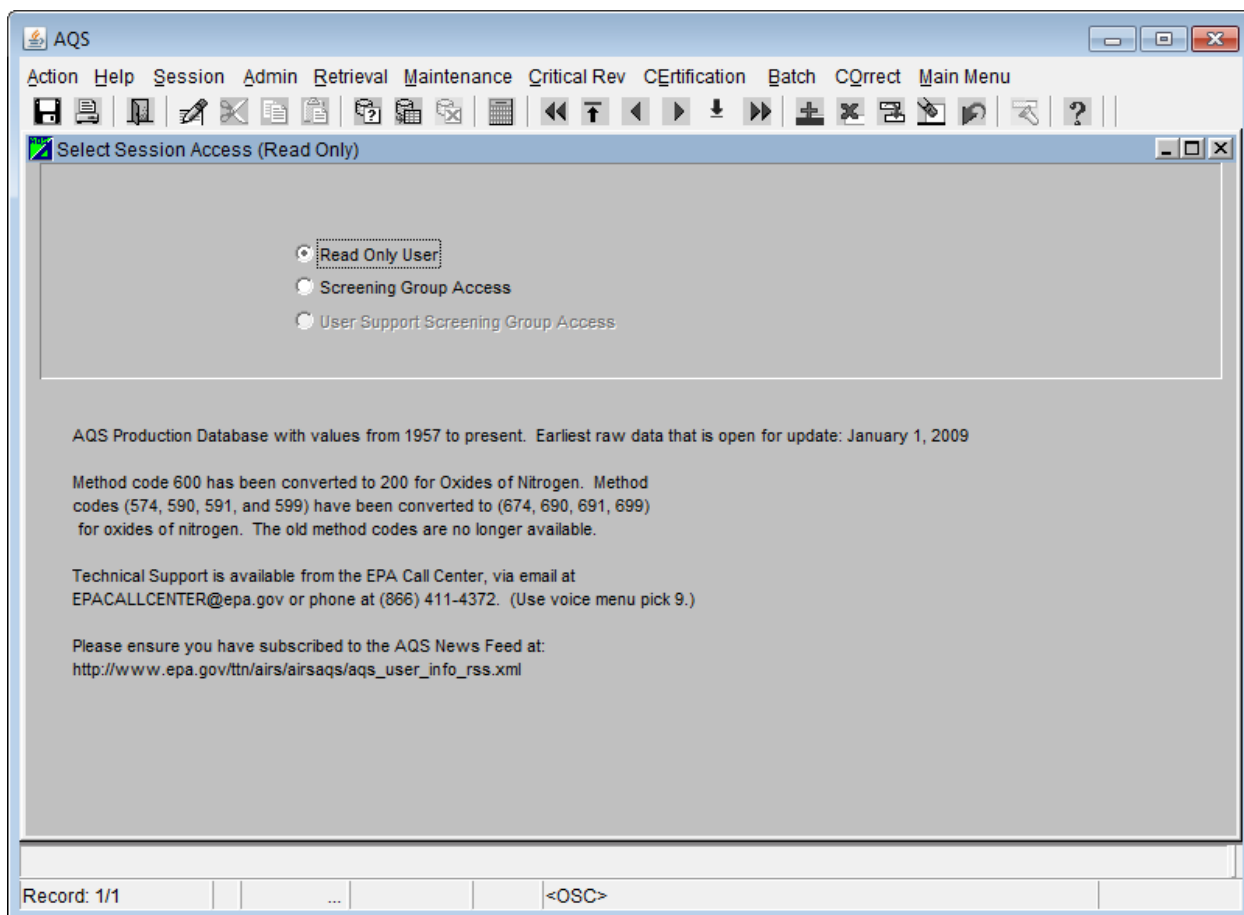 AQS
Action Help Session Admin Retrieval Maintenance Critical Rev CErtification Batch COrrect Main Menu
Select Session Access (Read Only)
Read Only User
Screening Group Access
User Support Screening Group Access
AQS Production Database with values from 1957 to present. Earliest raw data that is open for update: January 1, 2009
Method code 600 has been converted to 200 for Oxides of Nitrogen. Method
codes (574, 590, 591, and 599) have been converted to (674, 690, 691, 699)
for oxides of nitrogen. The old method codes are no longer available.
Technical Support is available from the EPA Call Center, via email at
EPACALLCENTER@epa.gov or phone at (866) 411-4372. (Use voice menu pick 9.)
Please ensure you have subscribed to the AQS News Feed at:
http://www.epa.gov/ttn/airs/airsaqs/aqs_user_info_rss.xml
Record: 1/1 ... <OSC>